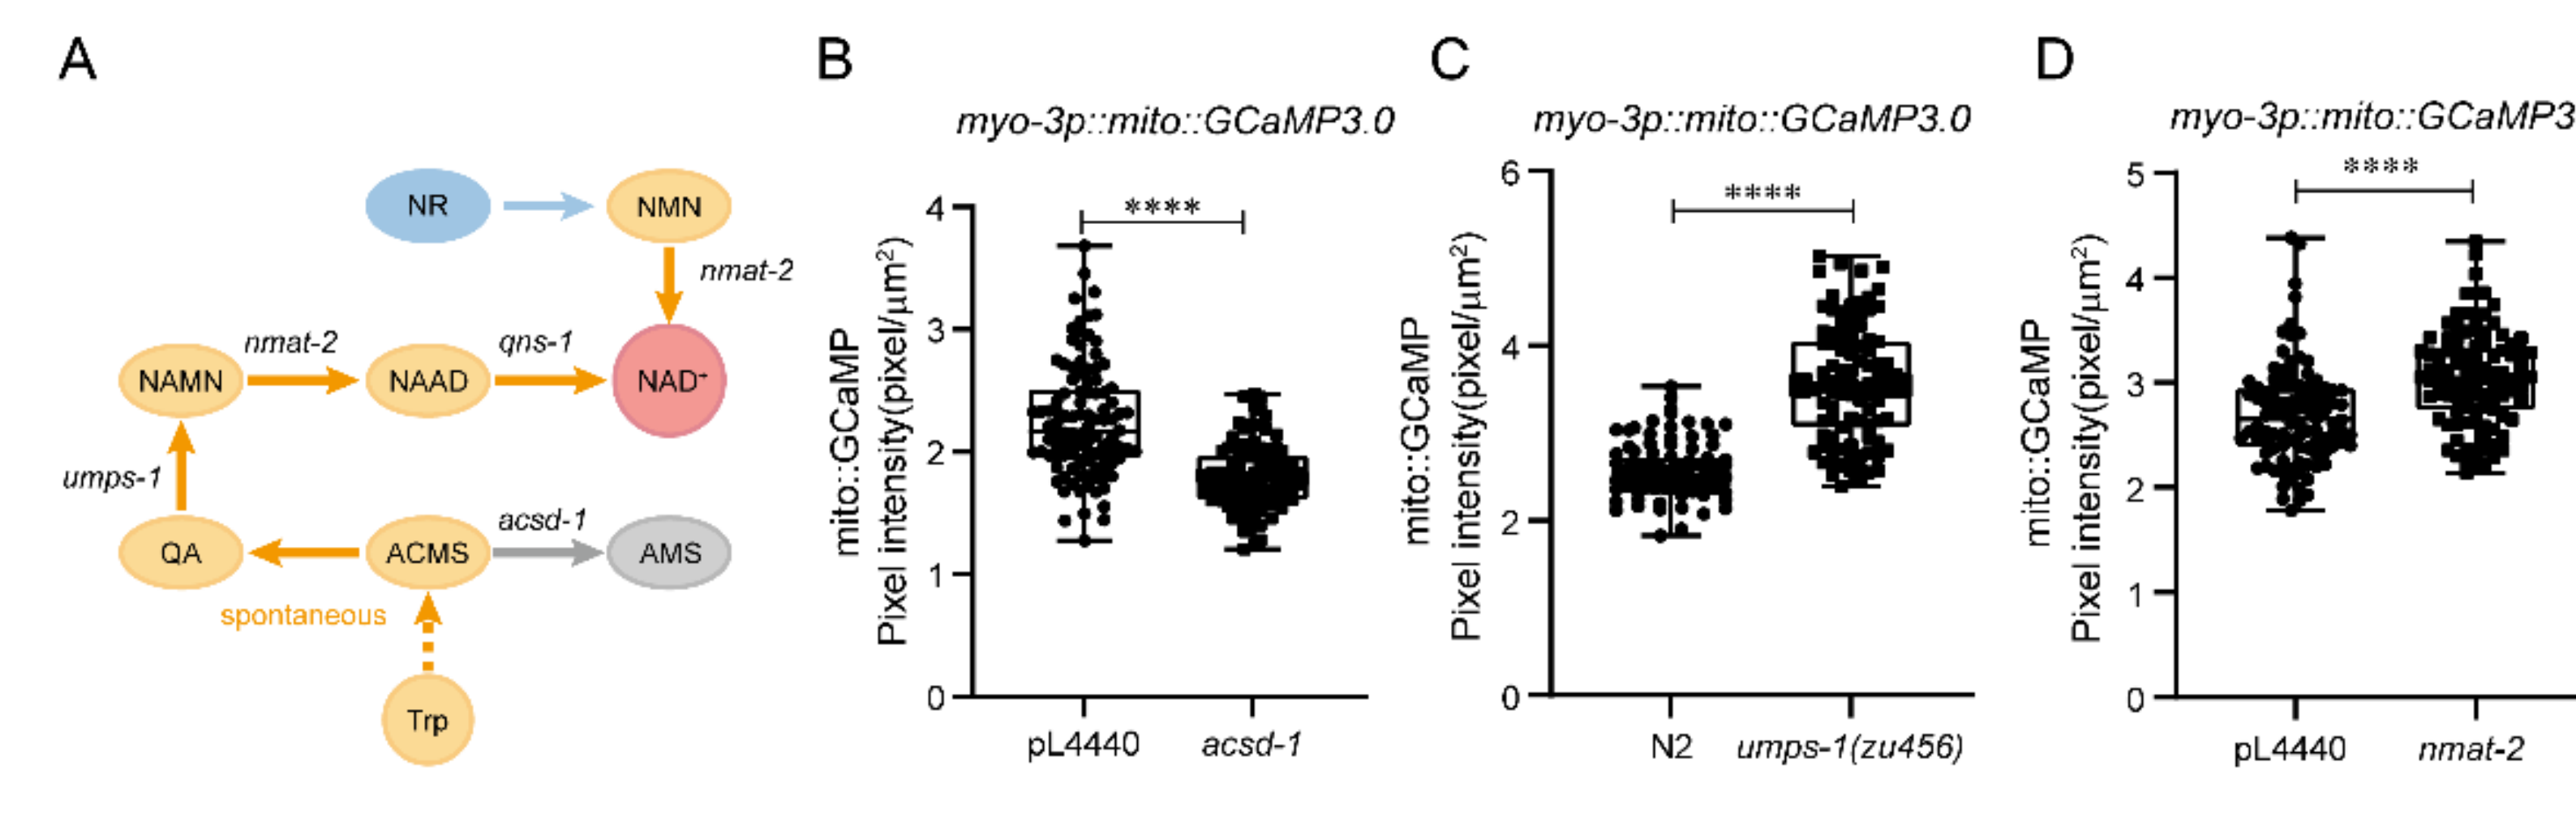 A
NR
NMN
nmat-2
nmat-2
qns-1
NAMN
NAAD
NAD+
umps-1
acsd-1
QA
ACMS
AMS
spontaneous
Trp
B
myo-3p::mito::GCaMP3.0
mito::GCaMP
Pixel intensity(pixel/μm²)
4
3
2
1
0
****
pL4440
acsd-1
C
myo-3p::mito::GCaMP3.0
mito::GCaMP
Pixel intensity(pixel/μm²)
6
4
2
0
****
N2
umps-1(zu456)
D
myo-3p::mito::GCaMP3
mito::GCaMP
Pixel intensity(pixel/μm²)
5
4
3
2
1
0
****
pL4440
nmat-2